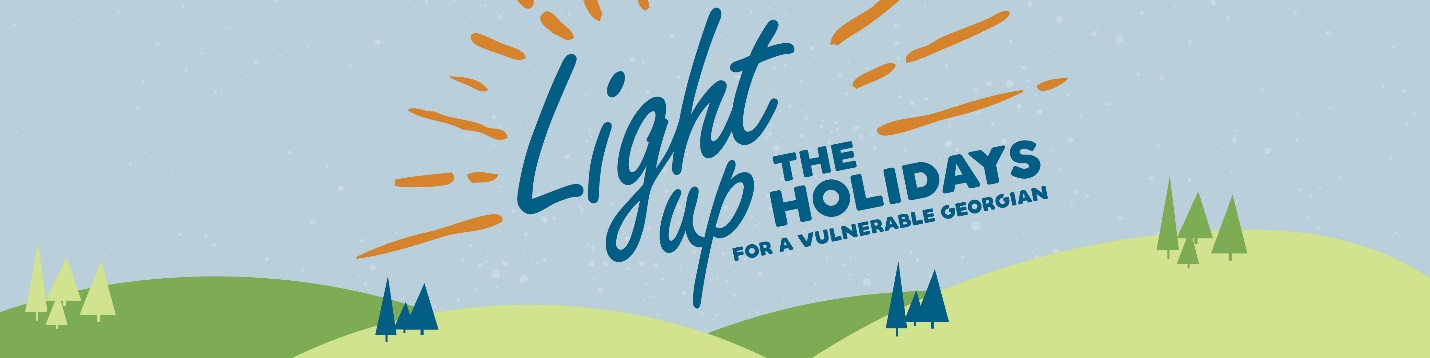 Light
up
THE
HOLIDAYS
FOR A VULNERABLE GEORGIAN